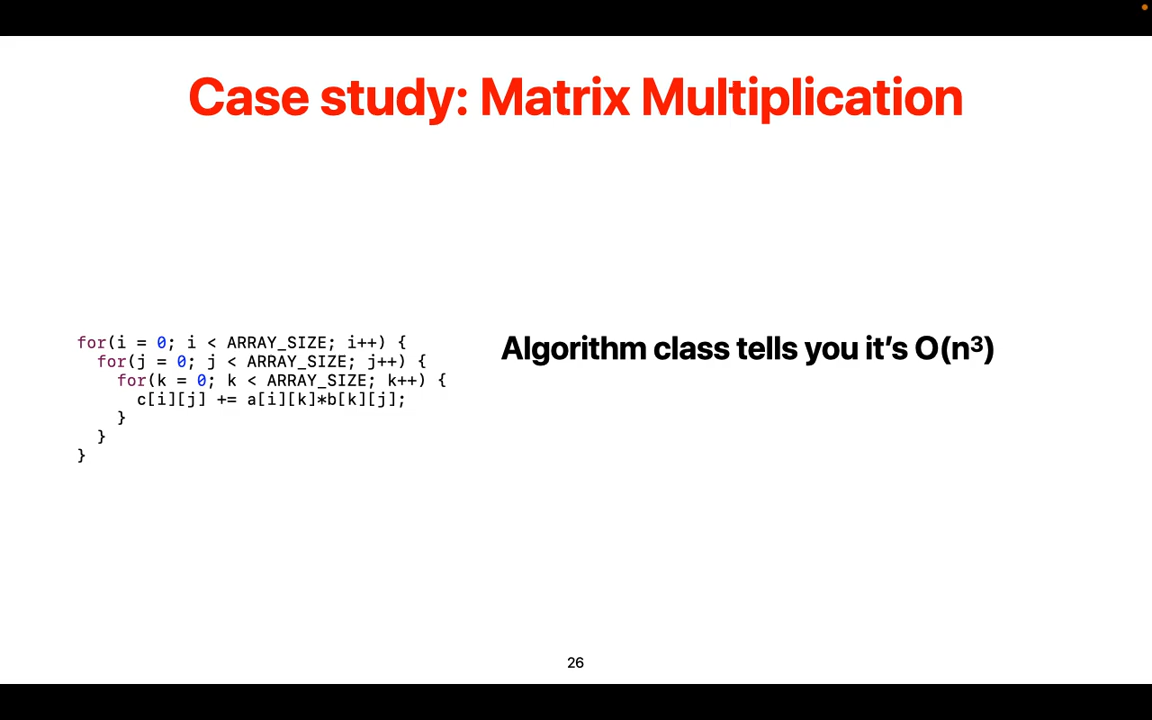 Case study: Matrix Multiplication
for(i = 0; i < ARRAY_SIZE; i++) {
  for(j = 0; j < ARRAY_SIZE; j++) {
    for(k = 0; k < ARRAY_SIZE; k++) {
      c[i][j] += a[i][k]*b[k][j];
    }
  }
}
Algorithm class tells you it’s O(n³)
26